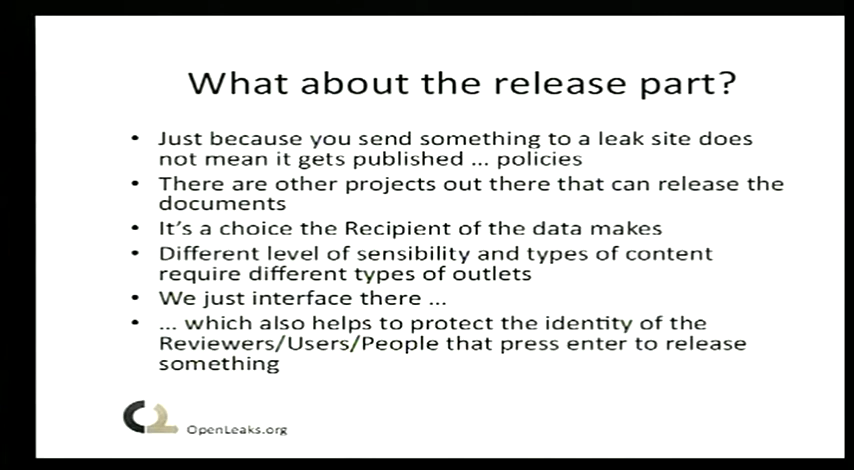 What about the release part?
• Just because you send something to a leak site does
not mean it gets published ... policies
• There are other projects out there that can release the
documents
• It's a choice the Recipient of the data makes
• Different level of sensibility and types of content
require different types of outlets
• We just interface there ...
• ... which also helps to protect the identity of the
Reviewers/Users/People that press enter to release
something
OpenLeaks.org